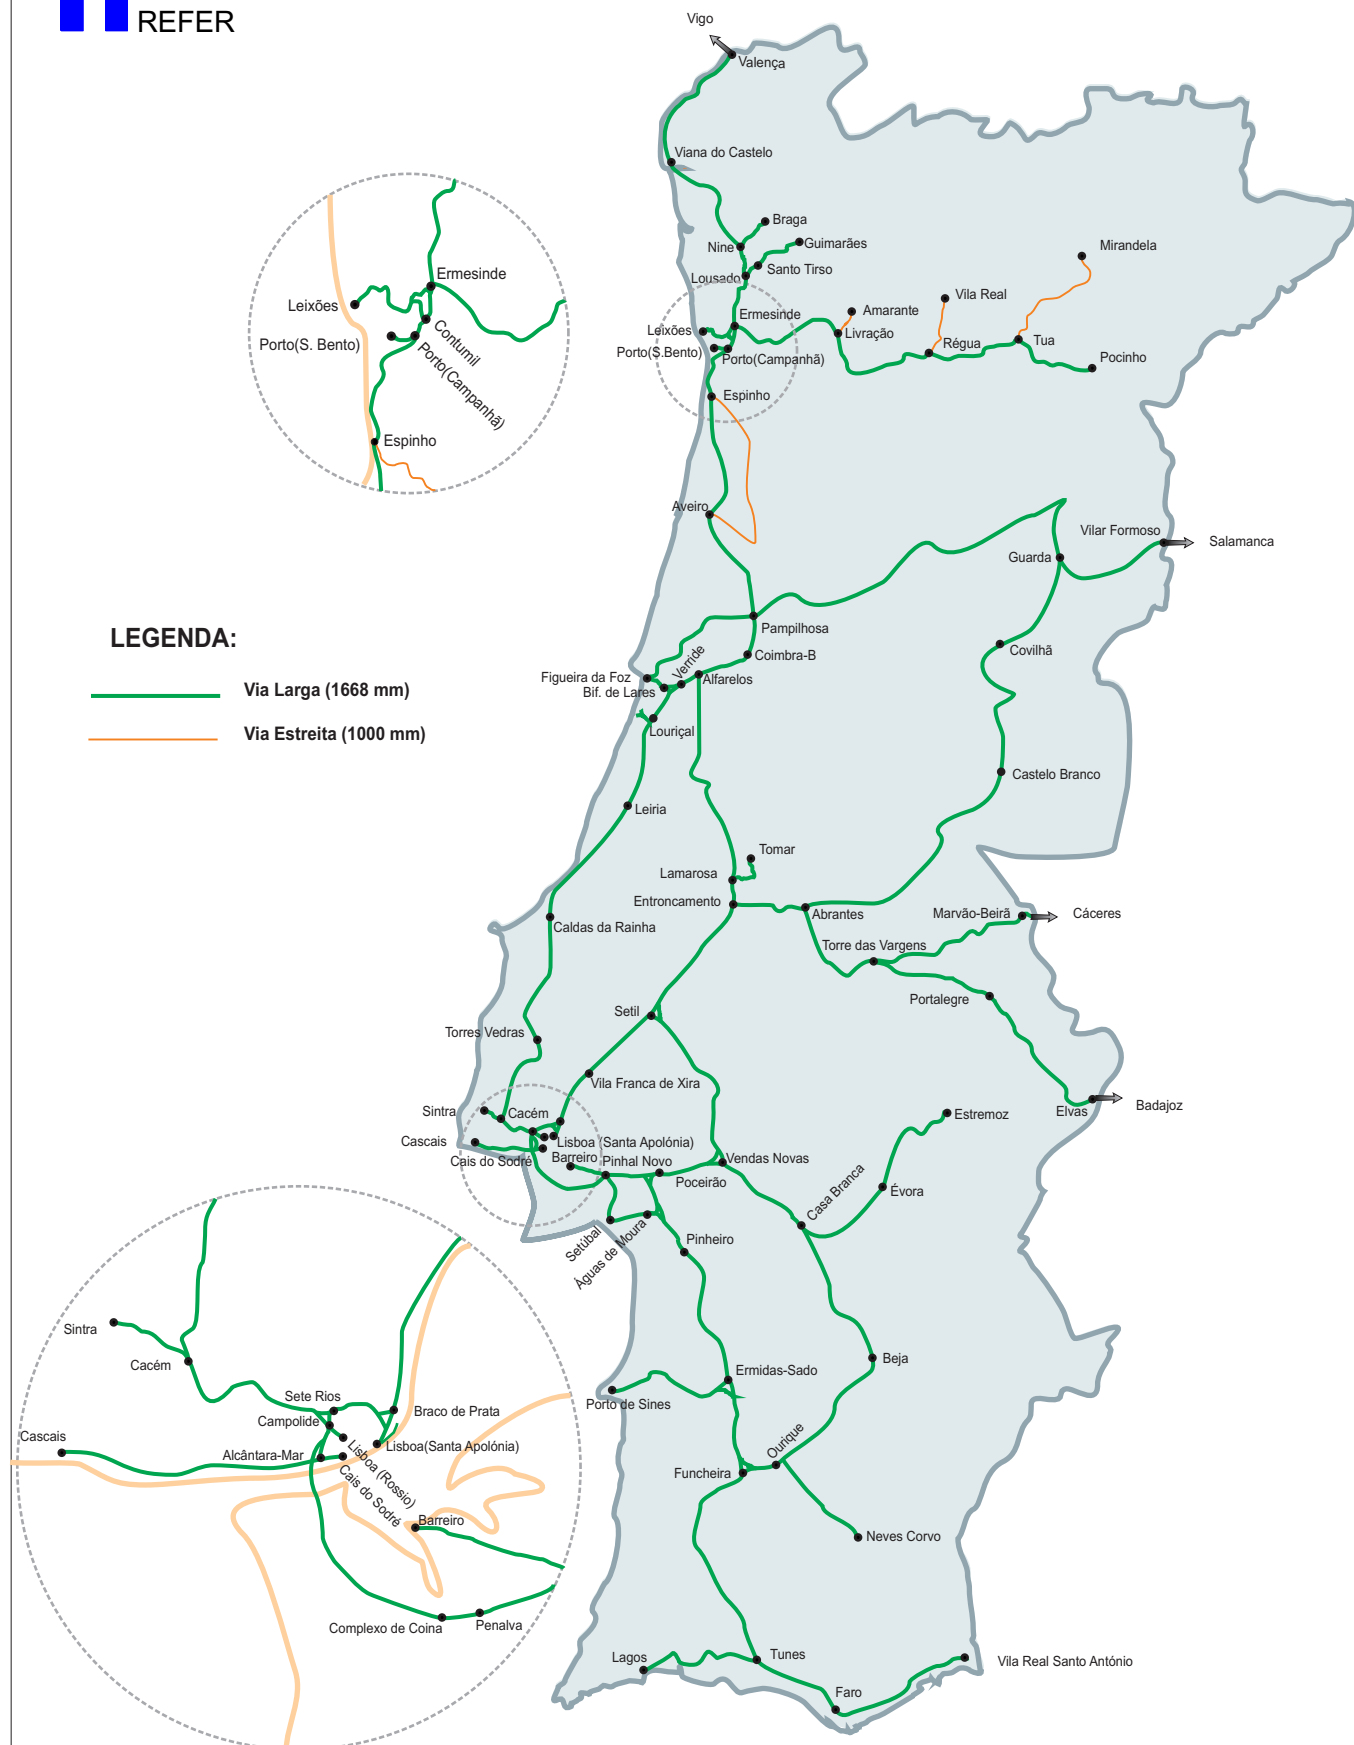 REFER
Vigo
Valença
Viana do Castelo
Braga
Guimarães
Nine
Santo Tirso
Lousado
Mirandela
Vila Real
Amarante
Ermesinde
Leixões
Livração
Régua
Tua
Porto(S.Bento)
Porto(Campanhã)
Pocinho
Espinho
Ermesinde
Leixões
Contumil
Porto(S. Bento)
Porto(Campanhã)
Espinho
Aveiro
Vilar Formoso
Salamanca
Guarda
LEGENDA:
Via Larga (1668 mm)
Via Estreita (1000 mm)
Pampilhosa
Coimbra-B
Covilhã
Verride
Figueira da Foz
Alfarelos
Bif. de Lares
Louriçal
Castelo Branco
Leiria
Tomar
Lamarosa
Entroncamento
Abrantes
Marvão-Beirã
Cáceres
Caldas da Rainha
Torre das Vargens
Portalegre
Setil
Torres Vedras
Vila Franca de Xira
Sintra
Cacém
Estremoz
Elvas
Badajoz
Cascais
Lisboa (Santa Apolónia)
Cais do Sodré
Barreiro
Pinhal Novo
Vendas Novas
Poceirão
Casa Branca
Évora
Setúbal
Àguas de Moura
Pinheiro
Sintra
Cacém
Sete Rios
Campolide
Braco de Prata
Cascais
Alcântara-Mar
Lisboa(Santa Apolónia)
Lisboa (Rossio)
Cais do Sodré
Barreiro
Complexo de Coina
Penalva
Beja
Ermidas-Sado
Porto de Sines
Ourique
Funcheira
Neves Corvo
Lagos
Tunes
Vila Real Santo António
Faro